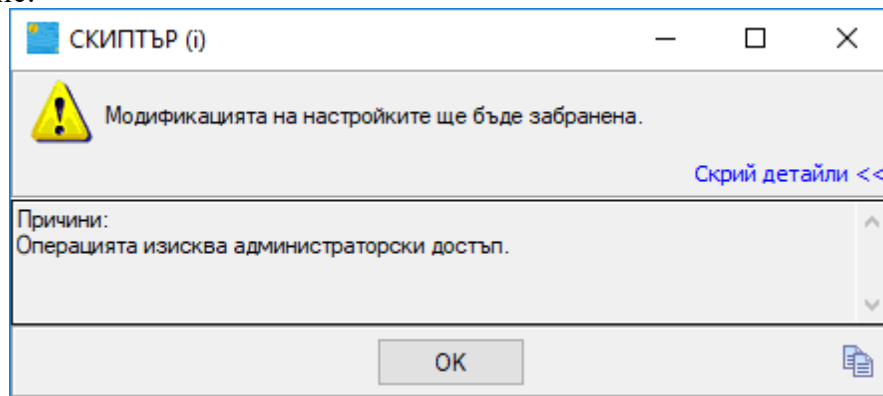 СКИПТЪР (i)
Модификацията на настройките ще бъде забранена.
Скрий детайли <<
Причини:
Операцията изисква администраторски достъп.
OK